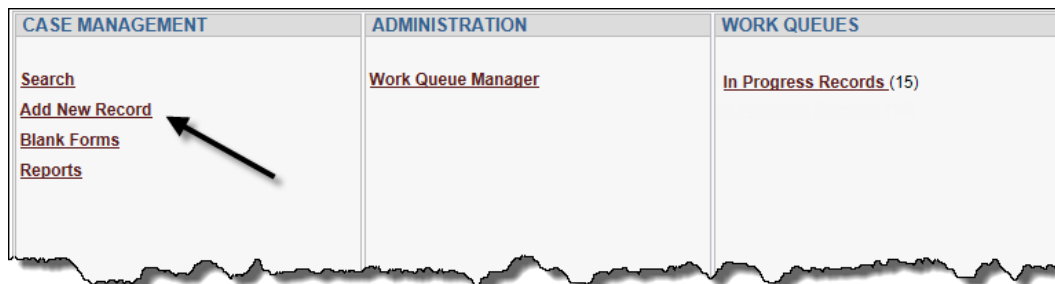 CASE MANAGEMENT
Search
Add New Record
Blank Forms
Reports
ADMINISTRATION
Work Queue Manager
WORK QUEUES
In Progress Records (15)